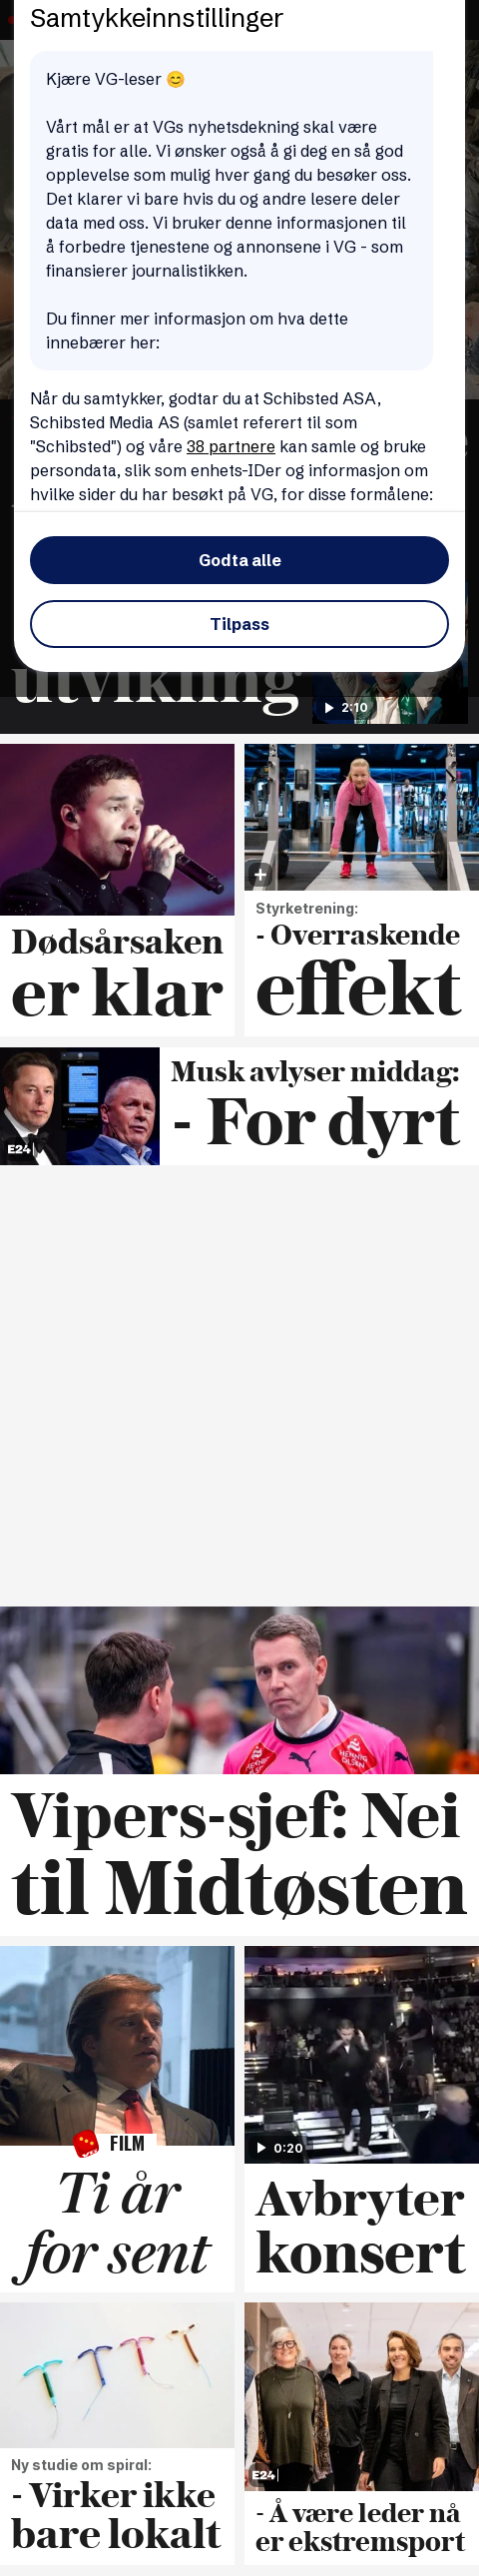 Samtykkeinnstillinger
Kjære VG-leser 😊
Vårt mål er at VGs nyhetsdekning skal være
gratis for alle. Vi ønsker også å gi deg en så god
opplevelse som mulig hver gang du besøker oss.
Det klarer vi bare hvis du og andre lesere deler
data med oss. Vi bruker denne informasjonen til
å forbedre tjenestene og annonsene i VG - som
finansierer journalistikken.
Du finner mer informasjon om hva dette
innebærer her:
Når du samtykker, godtar du at Schibsted ASA,
Schibsted Media AS (samlet referert til som
"Schibsted") og våre 38 partnere kan samle og bruke
persondata, slik som enhets-IDer og informasjon om
hvilke sider du har besøkt på VG, for disse formålene:
Godta alle
Tilpass
utvikling
2:10
Dødsårsaken
er klar
Styretrening:
- Overraskende
effekt
Musk avlyser middag:
- For dyrt
E24
HENNIG OLSEN
HENNIG OLSEN
Vipers-sjef: Nei
til Midtøsten
FILM
Ti år
for sent
0:20
Avbryter
konsert
Ny studie om spiral:
- Virker ikke
bare lokalt
E24
- Å være leder nå
er ekstremsport